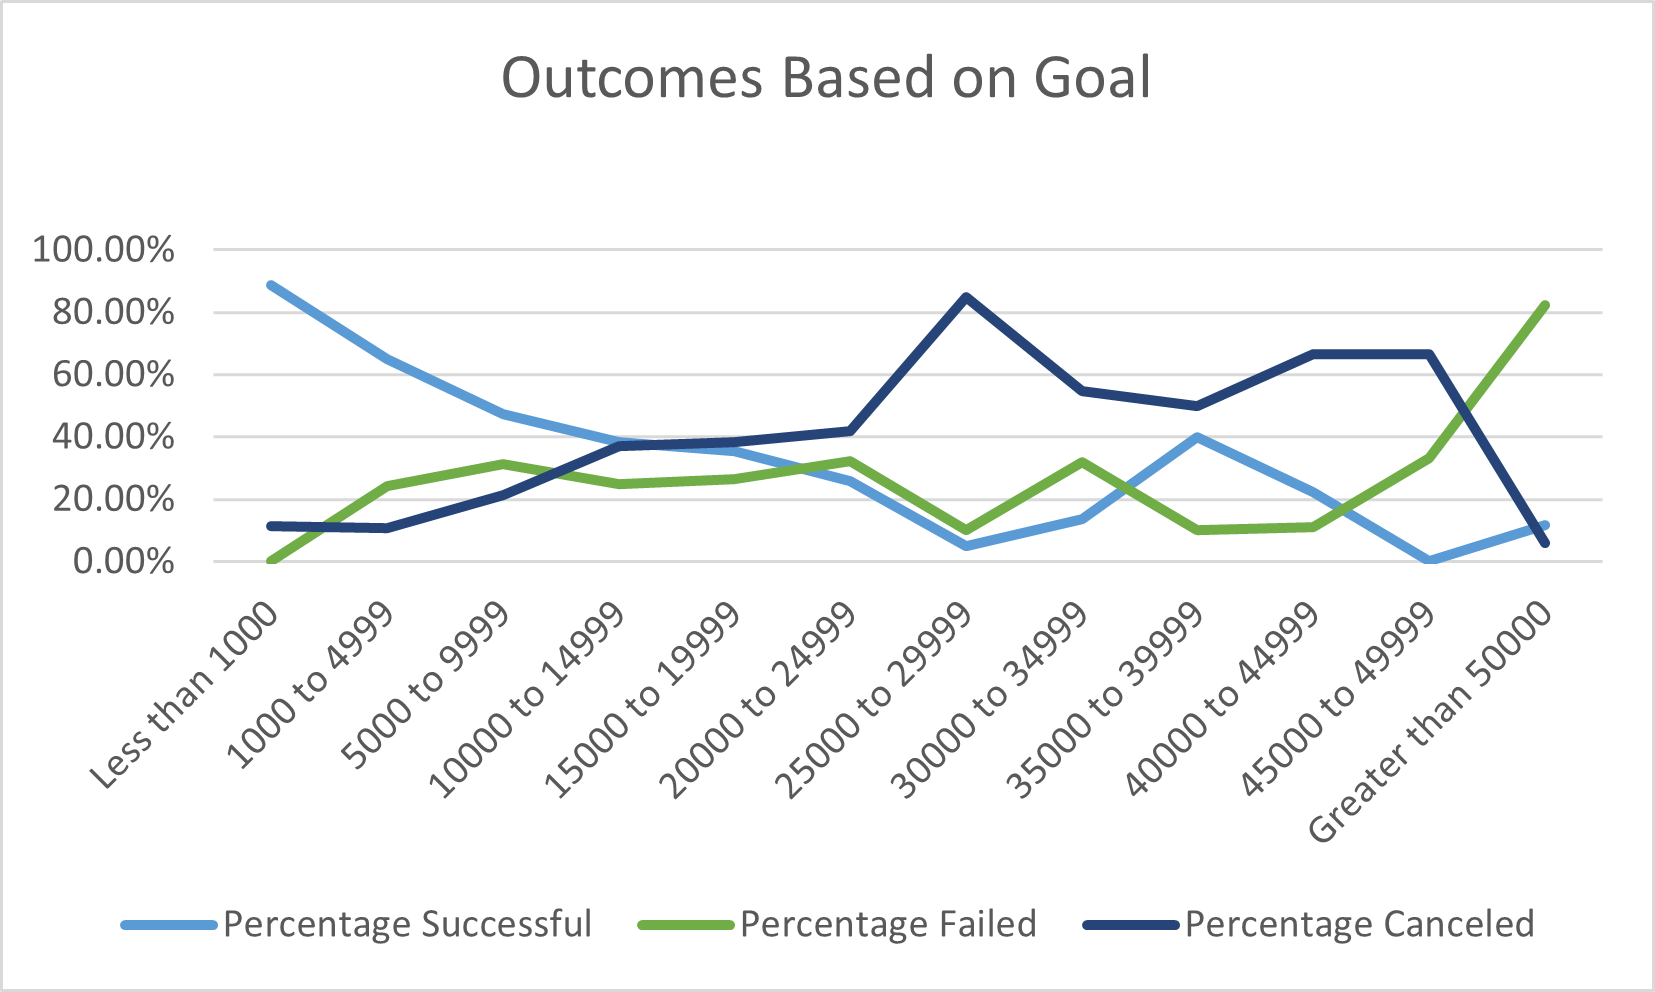 Outcomes Based on Goal
100.00%
80.00%
60.00%
40.00%
20.00%
0.00%
Less than 1000
1000 to 4999
5000 to 9999
10000 to 14999
15000 to 19999
20000 to 24999
25000 to 29999
30000 to 34999
35000 to 39999
40000 to 44999
45000 to 49999
Greater than 50000
Percentage Successful
Percentage Failed
Percentage Canceled